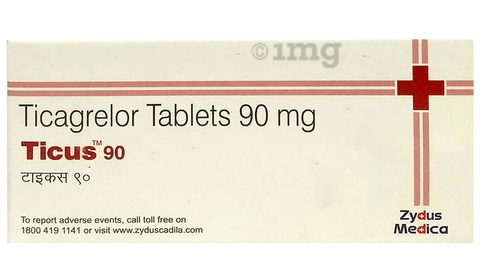 ©1mg
Ticagrelor Tablets 90 mg
Ticus™ 90
टाइकस ९०
To report adverse events, call toll free on
1800 419 1141 or visit www.zyduscadila.com
Zydus
Medica